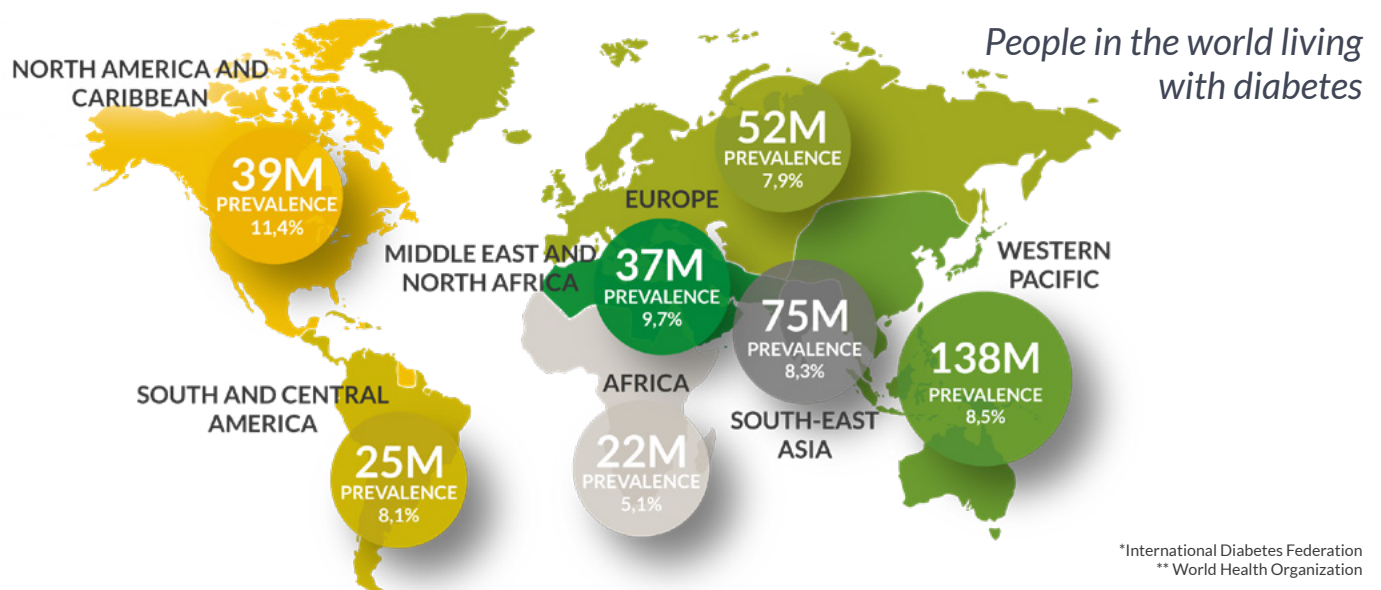 People in the world living
with diabetes
NORTH AMERICA AND
CARIBBEAN
39M
PREVALENCE
11,4%
52M
PREVALENCE
7,9%
EUROPE
MIDDLE EAST AND
NORTH AFRICA
37M
PREVALENCE
9,7%
WESTERN
PACIFIC
75M
PREVALENCE
8,3%
138M
PREVALENCE
8,5%
AFRICA
SOUTH AND CENTRAL
AMERICA
SOUTH-EAST
ASIA
25M
PREVALENCE
8,1%
22M
PREVALENCE
5,1%
*International Diabetes Federation
** World Health Organization